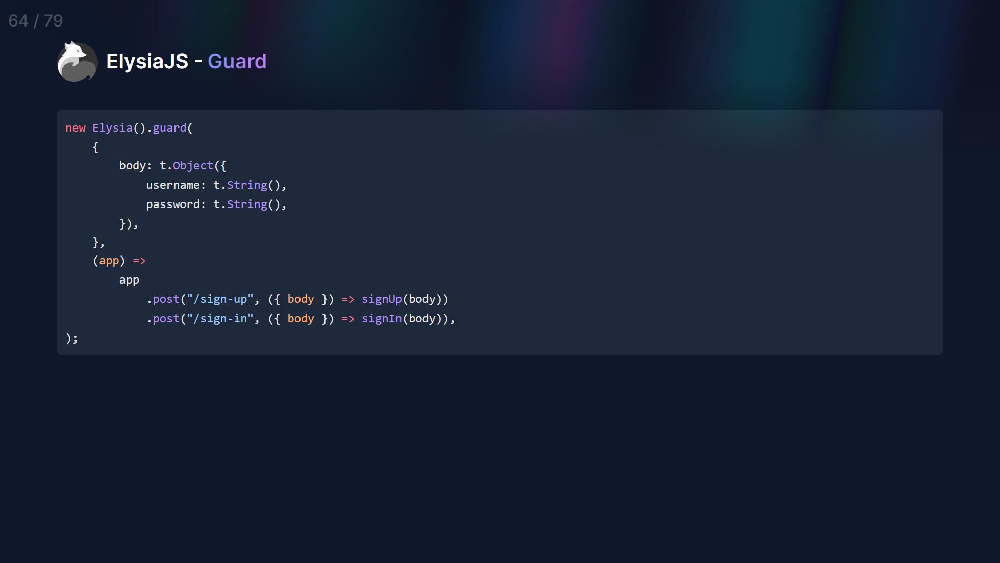 64 / 79
ElysiaJS - Guard
new Elysia().guard(
    {
        body: t.Object({
            username: t.String(),
            password: t.String(),
        }),
    },
    (app) =>
        app
            .post("/sign-up", ({ body }) => signUp(body))
            .post("/sign-in", ({ body }) => signIn(body)),
);